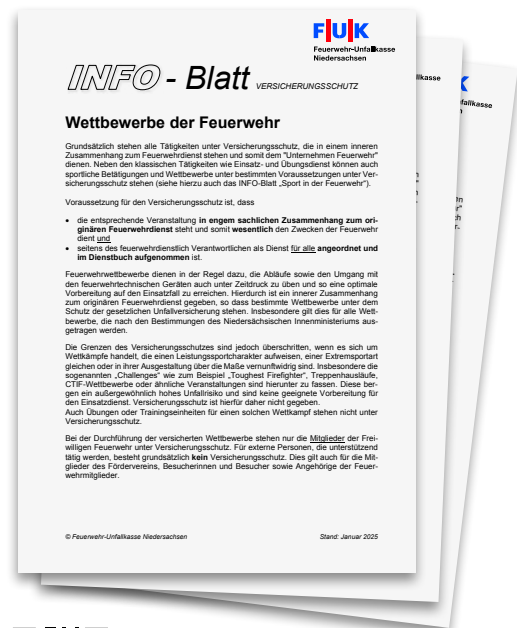 FUK
Feuerwehr-Unfallkasse
Niedersachsen
INFO - Blatt VERSICHERUNGSSCHUTZ
Wettbewerbe der Feuerwehr
Grundsätzlich stehen alle Tätigkeiten unter Versicherungsschutz, die in einem inneren
Zusammenhang zum Feuerwehrdienst stehen und somit dem "Unternehmen Feuerwehr"
dienen. Neben den klassischen Tätigkeiten wie Einsatz- und Übungsdienst können auch
sportliche Betätigungen und Wettbewerbe unter bestimmten Voraussetzungen unter Ver-
sicherungsschutz stehen (siehe hierzu auch das INFO-Blatt „Sport in der Feuerwehr").
Voraussetzung für den Versicherungsschutz ist, dass
• die entsprechende Veranstaltung in engem sachlichen Zusammenhang zum ori-
ginären Feuerwehrdienst steht und somit wesentlich den Zwecken der Feuerwehr
dient und
• seitens des feuerwehrdienstlich Verantwortlichen als Dienst für alle angeordnet und
im Dienstbuch aufgenommen ist.
Feuerwehrwettbewerbe dienen in der Regel dazu, die Abläufe sowie den Umgang mit
den feuerwehrtechnischen Geräten auch unter Zeitdruck zu üben und so eine optimale
Vorbereitung auf den Einsatzfall zu erreichen. Hierdurch ist ein innerer Zusammenhang
zum originären Feuerwehrdienst gegeben, so dass bestimmte Wettbewerbe unter dem
Schutz der gesetzlichen Unfallversicherung stehen. Insbesondere gilt dies für alle Wett-
bewerbe, die nach den Bestimmungen des Niedersächsischen Innenministeriums aus-
getragen werden.
Die Grenzen des Versicherungsschutzes sind jedoch überschritten, wenn es sich um
Wettkämpfe handelt, die einen Leistungssportcharakter aufweisen, einer Extremsportart
gleichen oder in ihrer Ausgestaltung über die Maße vernunftwidrig sind. Insbesondere die
sogenannten „Challenges" wie zum Beispiel „Toughest Firefighter", Treppenhausläufe,
CTIF-Wettbewerbe oder ähnliche Veranstaltungen sind hierunter zu fassen. Diese ber-
gen ein außergewöhnlich hohes Unfallrisiko und sind keine geeignete Vorbereitung für
den Einsatzdienst. Versicherungsschutz ist hierfür daher nicht gegeben.
Auch Übungen oder Trainingseinheiten für einen solchen Wettkampf stehen nicht unter
Versicherungsschutz.
Bei der Durchführung der versicherten Wettbewerbe stehen nur die Mitglieder der Frei-
willigen Feuerwehr unter Versicherungsschutz. Für externe Personen, die unterstützend
tätig werden, besteht grundsätzlich kein Versicherungsschutz. Dies gilt auch für die Mit-
glieder des Fördervereins, Besucherinnen und Besucher sowie Angehörige der Feuer-
wehrmitglieder.
© Feuerwehr-Unfallkasse Niedersachsen Stand: Januar 2025